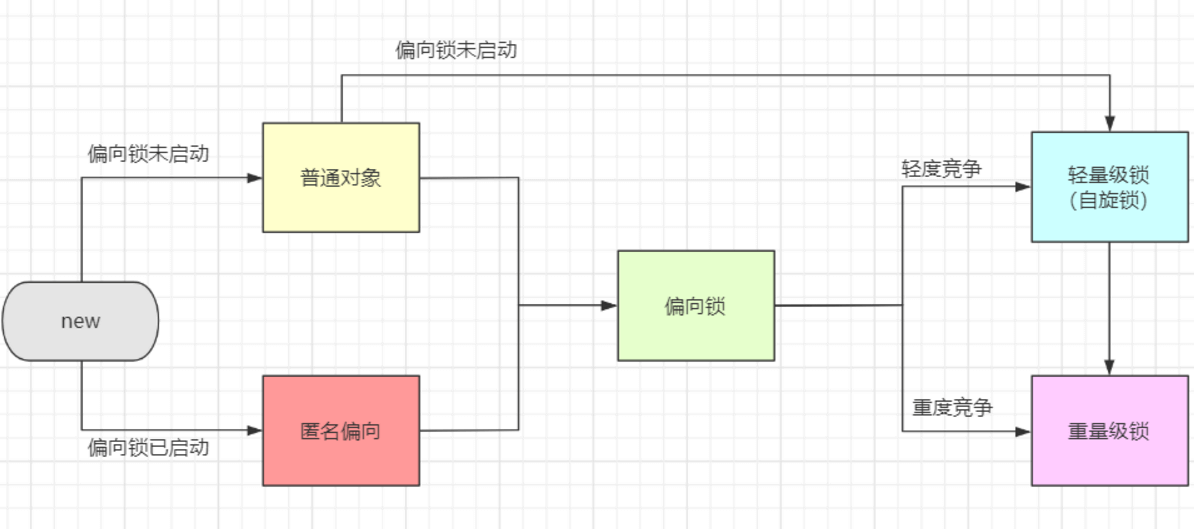 偏向锁未启动
偏向锁未启动
普通对象
轻度竞争
轻量级锁
（自旋锁）
偏向锁
new
重度竞争
匿名偏向
重量级锁
偏向锁已启动